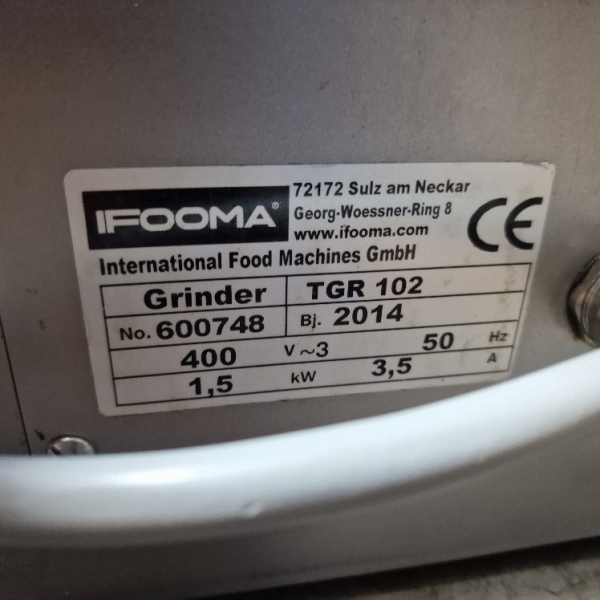 IFOOMA®
72172 Sulz am Neckar
Georg-Woessner-Ring 8
www.ifooma.com
CE
International Food Machines GmbH
Grinder TGR 102
No. 600748 Bj. 2014
400 V ~3 50 Hz
1,5 kW 3,5 A